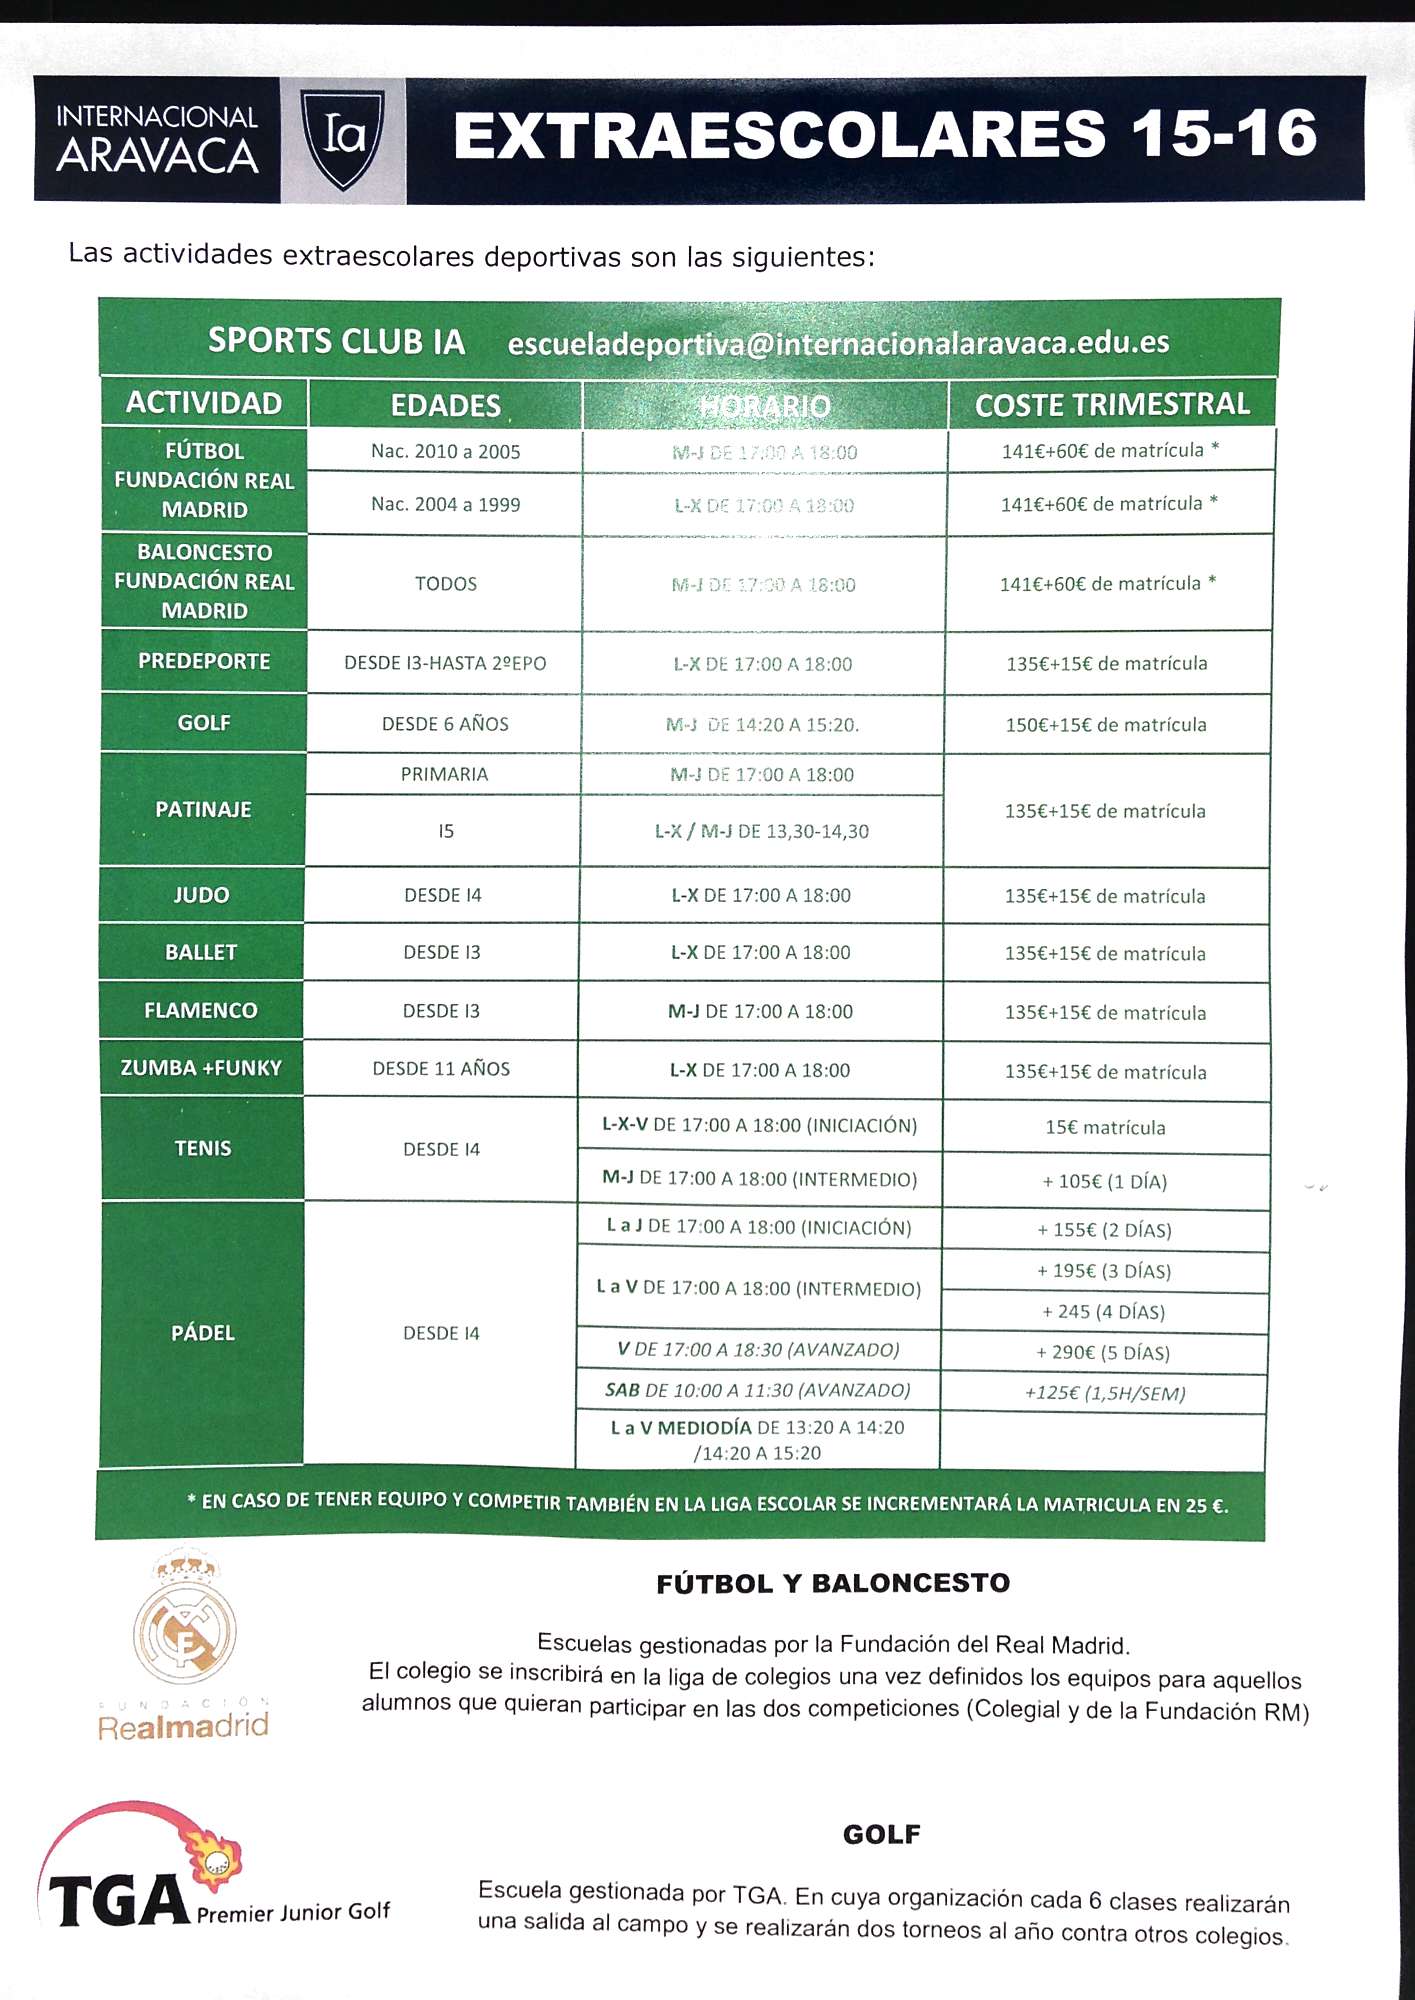 INTERNACIONAL
ARAVACA
Ia
EXTRAESCOLARES 15-16
Las actividades extraescolares deportivas son las siguientes:
SPORTS CLUB IA escueladeportiva@internacionalaravaca.edu.es
ACTIVIDAD EDADES HORARIO COSTE TRIMESTRAL
FÚTBOL
FUNDACIÓN REAL
MADRID
Nac. 2010 a 2005 M-J DE 17:00 A 18:00 141€+60€ de matrícula *
Nac. 2004 a 1999 L-X DE 17:00 A 18:00 141€+60€ de matrícula *
BALONCESTO
FUNDACIÓN REAL
MADRID
TODOS M-J DE 17:00 A 18:00 141€+60€ de matrícula *
PREDEPORTE DESDE I3-HASTA 2ºEPO L-X DE 17:00 A 18:00 135€+15€ de matrícula
GOLF DESDE 6 AÑOS M-J DE 14:20 A 15:20. 150€+15€ de matrícula
PATINAJE
PRIMARIA M-J DE 17:00 A 18:00
I5 L-X / M-J DE 13,30-14,30
135€+15€ de matrícula
JUDO DESDE I4 L-X DE 17:00 A 18:00 135€+15€ de matrícula
BALLET DESDE I3 L-X DE 17:00 A 18:00 135€+15€ de matrícula
FLAMENCO DESDE I3 M-J DE 17:00 A 18:00 135€+15€ de matrícula
ZUMBA +FUNKY DESDE 11 AÑOS L-X DE 17:00 A 18:00 135€+15€ de matrícula
TENIS DESDE I4
L-X-V DE 17:00 A 18:00 (INICIACIÓN) 15€ matrícula
M-J DE 17:00 A 18:00 (INTERMEDIO) + 105€ (1 DÍA)
PÁDEL DESDE I4
L a J DE 17:00 A 18:00 (INICIACIÓN) + 155€ (2 DÍAS)
L a V DE 17:00 A 18:00 (INTERMEDIO) + 195€ (3 DÍAS)
+ 245 (4 DÍAS)
V DE 17:00 A 18:30 (AVANZADO) + 290€ (5 DÍAS)
SAB DE 10:00 A 11:30 (AVANZADO) +125€ (1,5H/SEM)
L a V MEDIODÍA DE 13:20 A 14:20
/14:20 A 15:20
* EN CASO DE TENER EQUIPO Y COMPETIR TAMBIÉN EN LA LIGA ESCOLAR SE INCREMENTARÁ LA MATRICULA EN 25 €.
FUNDACIÓN
Realmadrid
FÚTBOL Y BALONCESTO
Escuelas gestionadas por la Fundación del Real Madrid.
El colegio se inscribirá en la liga de colegios una vez definidos los equipos para aquellos
alumnos que quieran participar en las dos competiciones (Colegial y de la Fundación RM)
TGA Premier Junior Golf
GOLF
Escuela gestionada por TGA. En cuya organización cada 6 clases realizarán
una salida al campo y se realizarán dos torneos al año contra otros colegios.